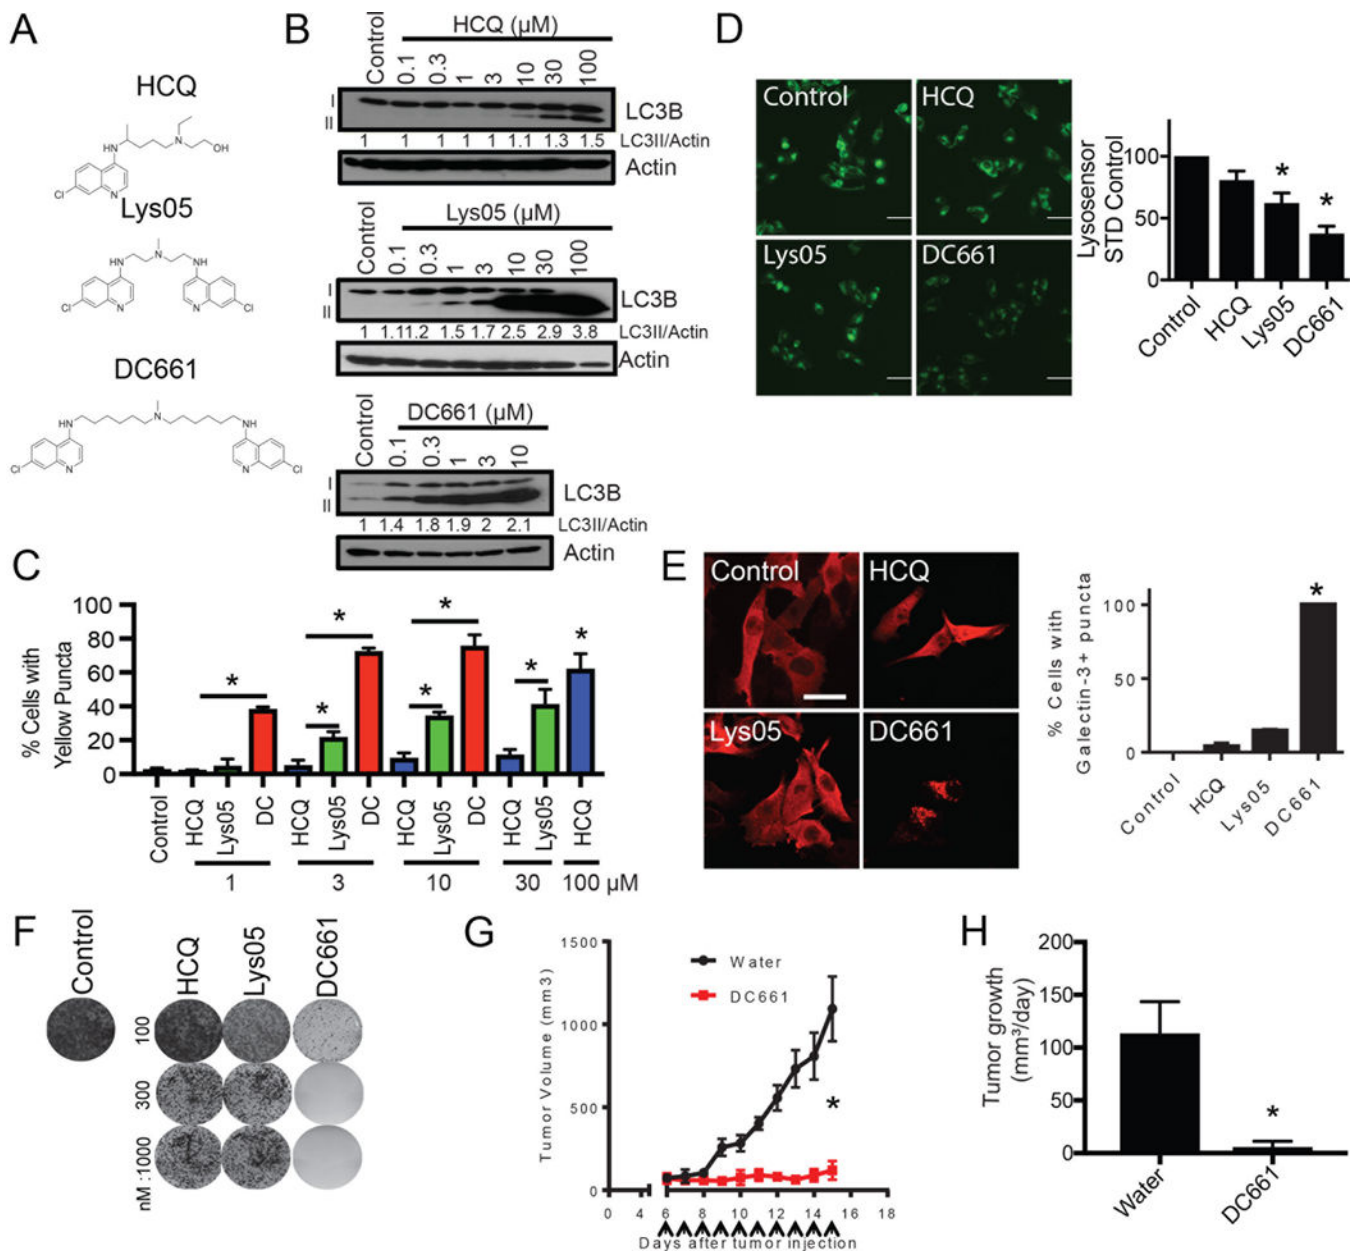 A
HCQ
HN
N
OH
Cl
N
Lys05
HN
N
NH
Cl
N
N
Cl
DC661
HN
N
NH
Cl
N
N
Cl
B
Control
HCQ (µM)
0.1
0.3
1
3
10
30
100
I
II
LC3B
1 1 1 1 1 1.1 1.3 1.5 LC3II/Actin
Actin
Control
Lys05 (µM)
0.1
0.3
1
3
10
30
100
I
II
LC3B
1 1.1 1.2 1.5 1.7 2.5 2.9 3.8 LC3II/Actin
Actin
Control
DC661 (µM)
0.1
0.3
1
3
10
I
II
LC3B
1 1.4 1.8 1.9 2 2.1 LC3II/Actin
Actin
C
% Cells with
Yellow Puncta
100
80
60
40
20
0
*
*
*
*
*
*
*
Control
HCQ
Lys05
DC
HCQ
Lys05
DC
HCQ
Lys05
DC
HCQ
Lys05
HCQ
1 3 10 30 100 µM
D
Control
HCQ
Lys05
DC661
Lysosensor
STD Control
100
50
0
*
*
Control
HCQ
Lys05
DC661
E
Control
HCQ
Lys05
DC661
% Cells with
Galectin-3+ puncta
100
50
0
*
Control
HCQ
Lys05
DC661
F
Control
HCQ
Lys05
DC661
100
300
nM :1000
G
Tumor Volume (mm3)
1500
1000
500
0
Water
DC661
*
0 4 6 8 10 12 14 16 18
Days after tumor injection
H
Tumor growth
(mm³/day)
200
150
100
50
0
*
Water
DC661